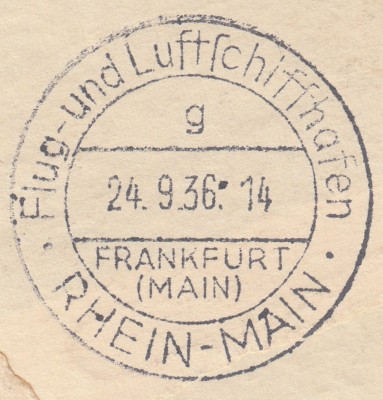 Flug- und Luftſchiffhafen
g
24. 9.36. 14
FRANKFURT
(MAIN)
RHEIN-MAIN